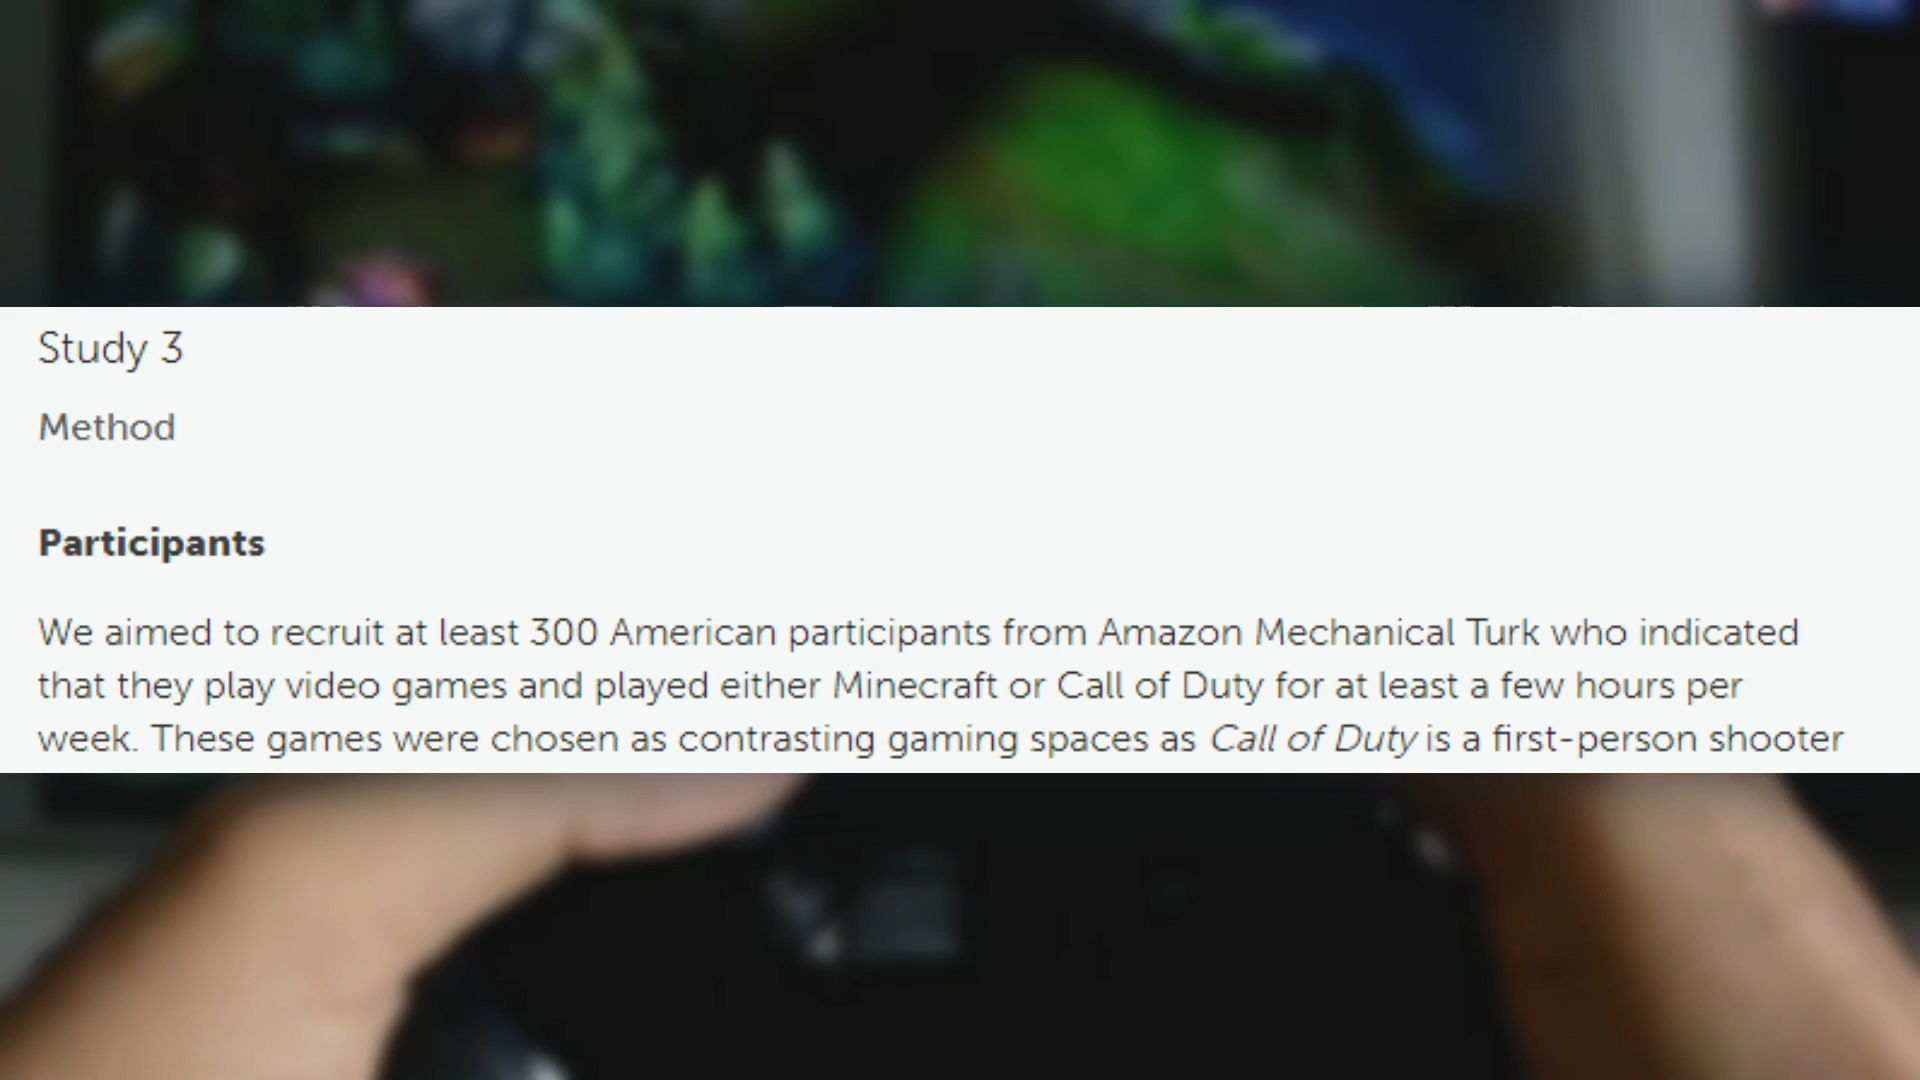 Study 3
Method
Participants
We aimed to recruit at least 300 American participants from Amazon Mechanical Turk who indicated
that they play video games and played either Minecraft or Call of Duty for at least a few hours per
week. These games were chosen as contrasting gaming spaces as Call of Duty is a first-person shooter